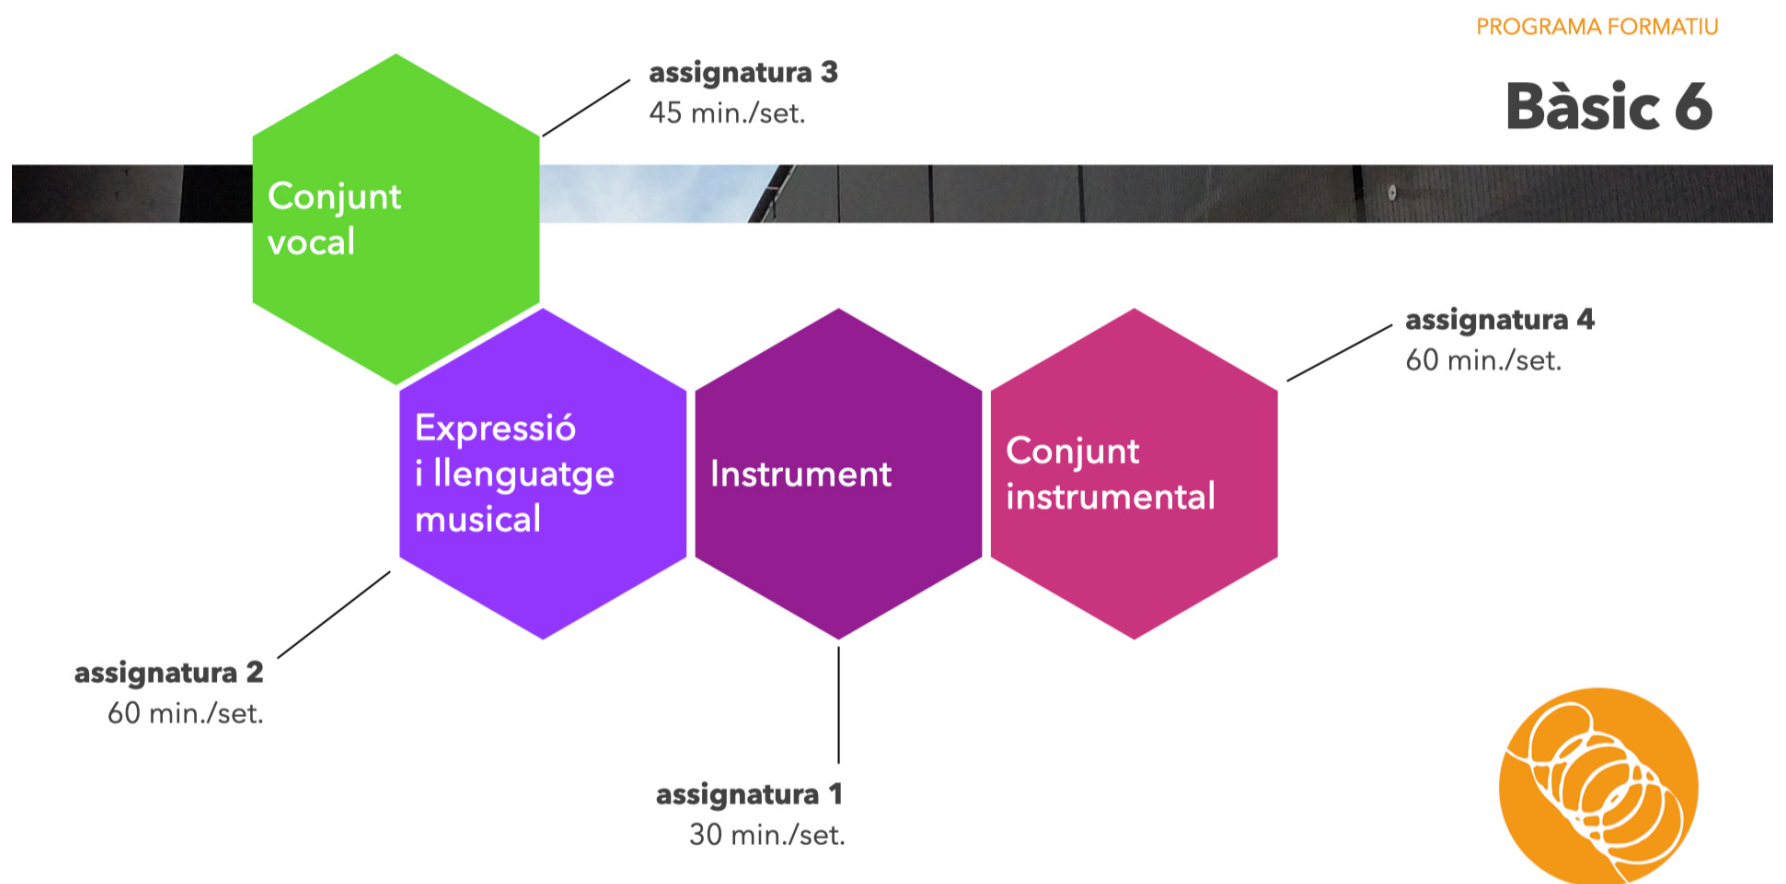 PROGRAMA FORMATIU
Bàsic 6
assignatura 3
45 min./set.
Conjunt
vocal
assignatura 4
60 min./set.
Expressió
i llenguatge
musical
Instrument
Conjunt
instrumental
assignatura 2
60 min./set.
assignatura 1
30 min./set.